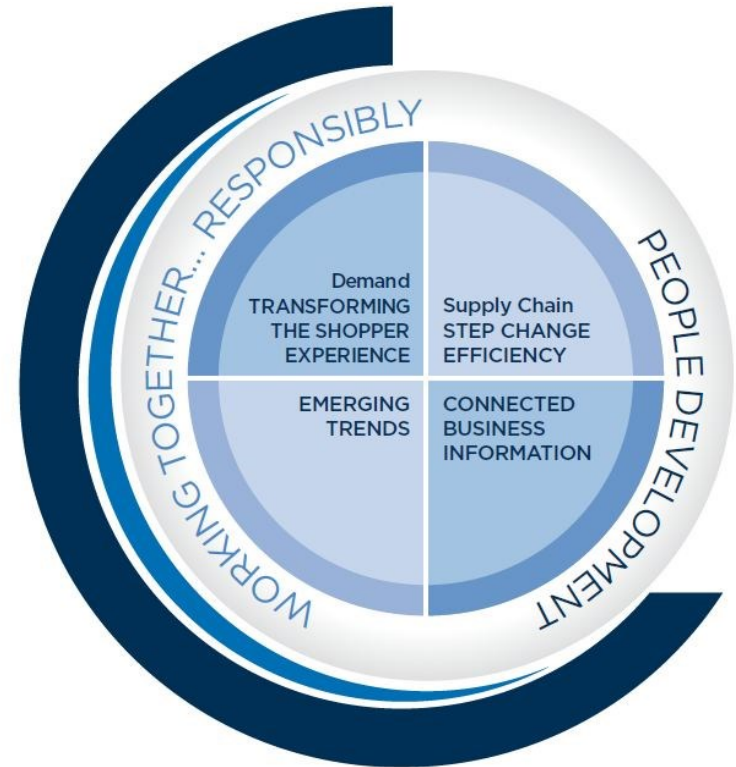 WORKING TOGETHER... RESPONSIBLY
PEOPLE DEVELOPMENT
Demand
TRANSFORMING
THE SHOPPER
EXPERIENCE
Supply Chain
STEP CHANGE
EFFICIENCY
EMERGING
TRENDS
CONNECTED
BUSINESS
INFORMATION